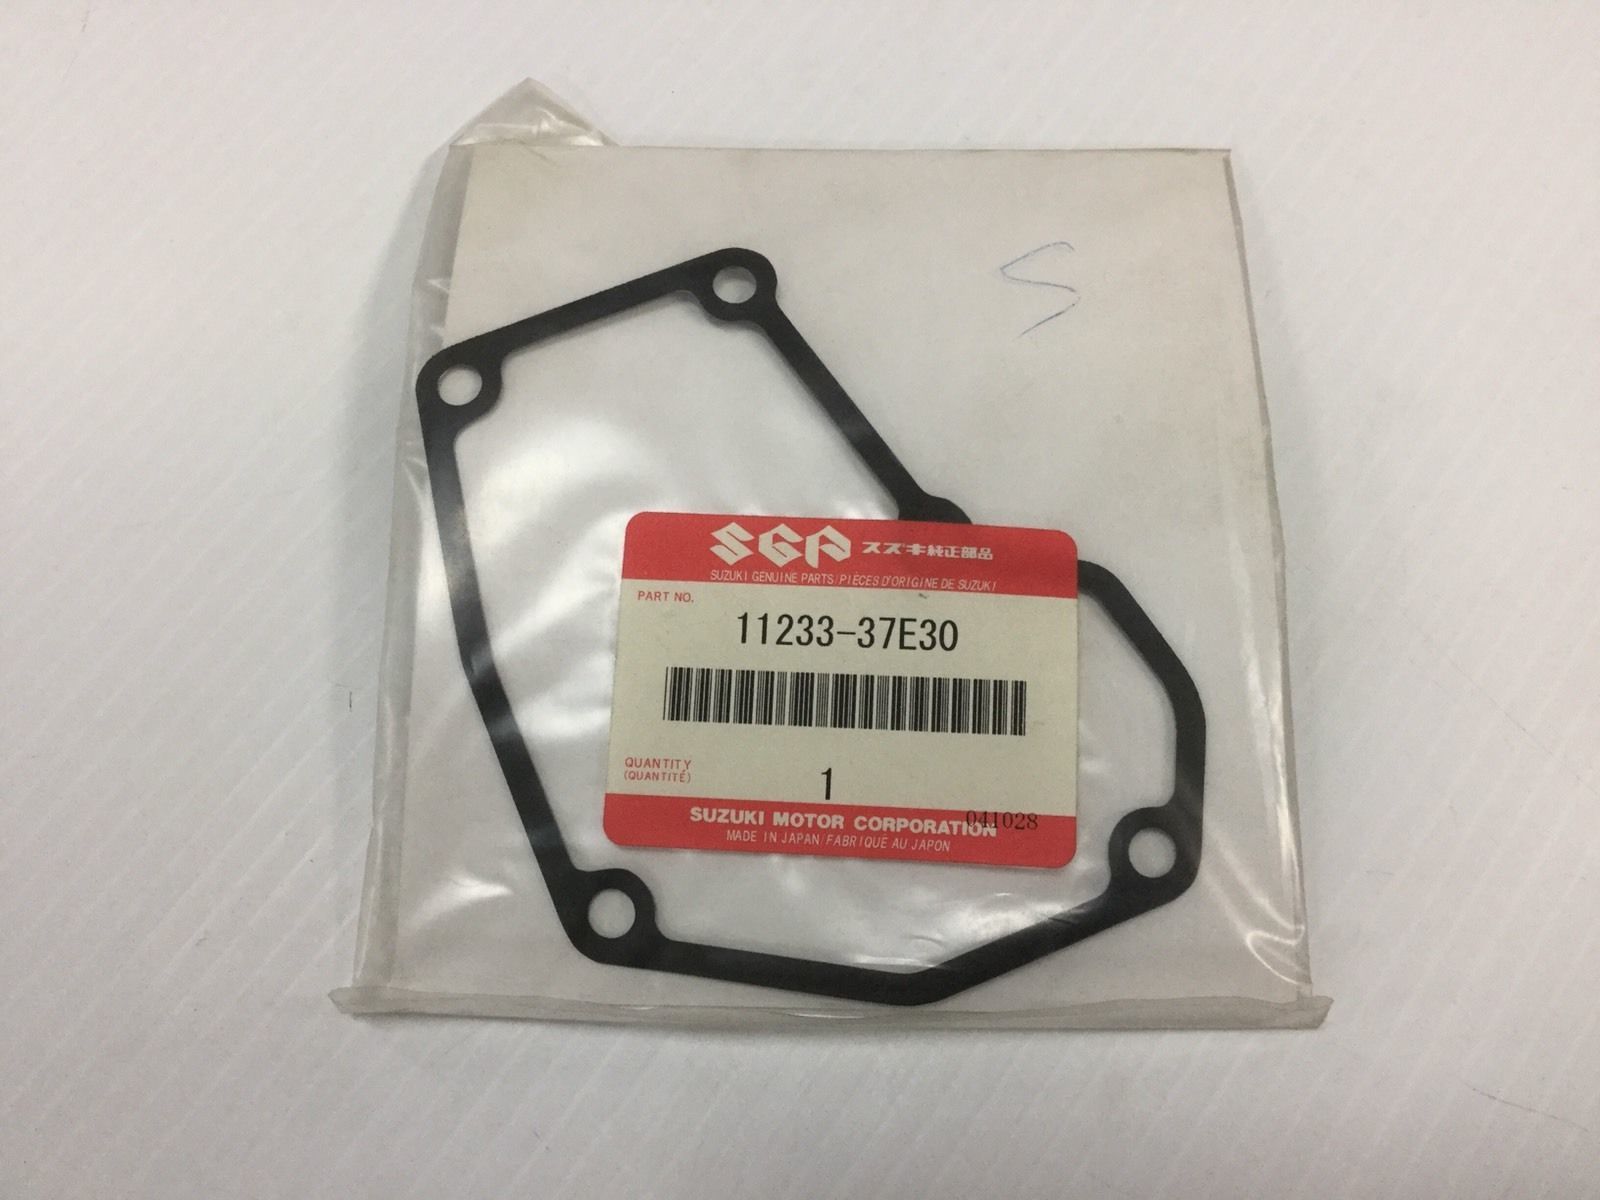 S
SGP スズキ純正部品
SUZUKI GENUINE PARTS/PIÈCES D'ORIGINE DE SUZUKI
PART NO.
11233-37E30
QUANTITY
(QUANTITÉ)
1
SUZUKI MOTOR CORPORATION
041028
MADE IN JAPAN/FABRIQUÉ AU JAPON